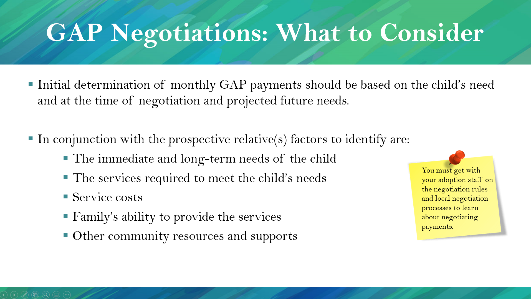 GAP Negotiations: What to Consider
Initial determination of monthly GAP payments should be based on the child's need
and at the time of negotiation and projected future needs.
In conjunction with the prospective relative(s) factors to identify are:
The immediate and long-term needs of the child
The services required to meet the child's needs
Service costs
Family's ability to provide the services
Other community resources and supports
You must get with
your adoption staff on
the negotiation rules
and local negotiation
processes to learn
about negotiating
payments.